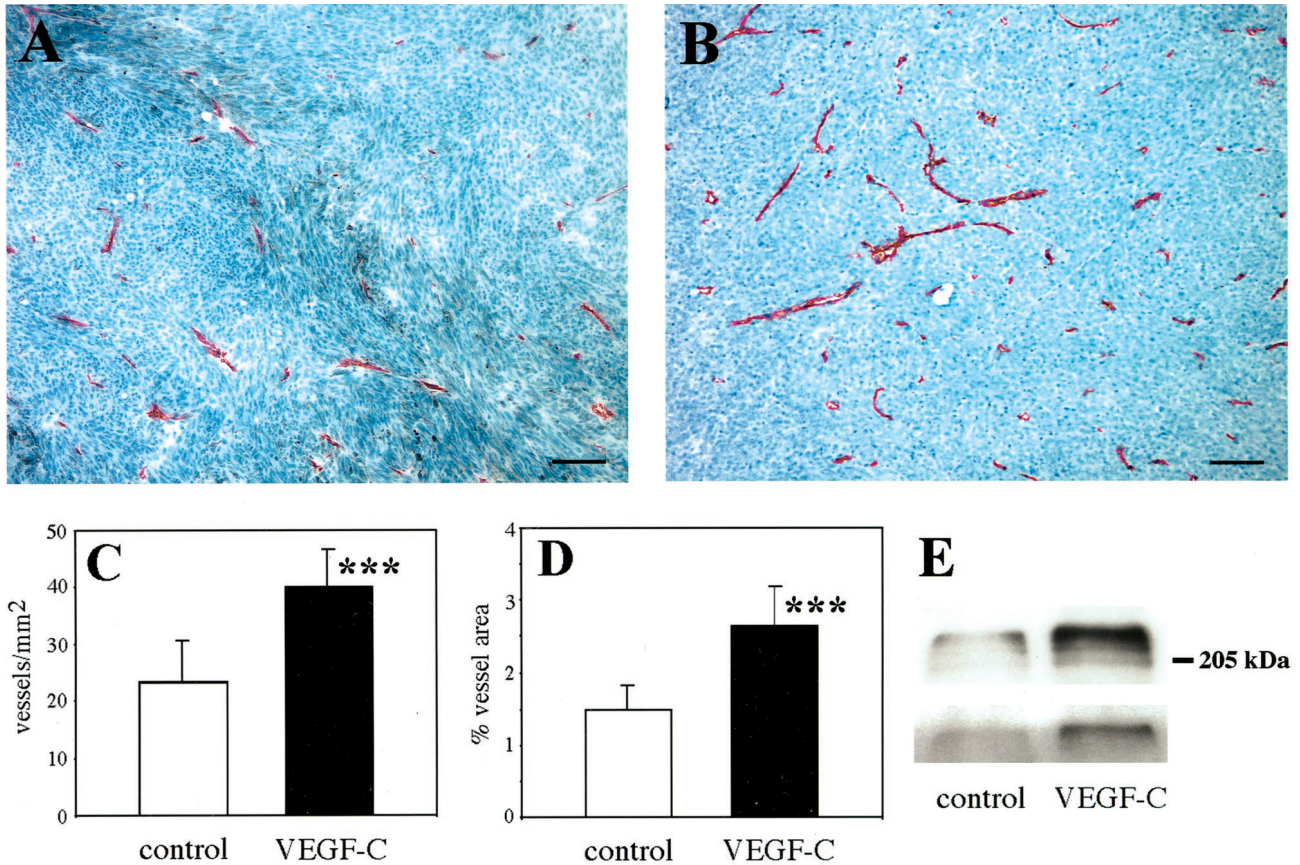 A
B
C
50
40
30
20
10
0
vessels/mm2
***
control
VEGF-C
D
4
3
2
1
0
% vessel area
***
control
VEGF-C
E
205 kDa
control
VEGF-C